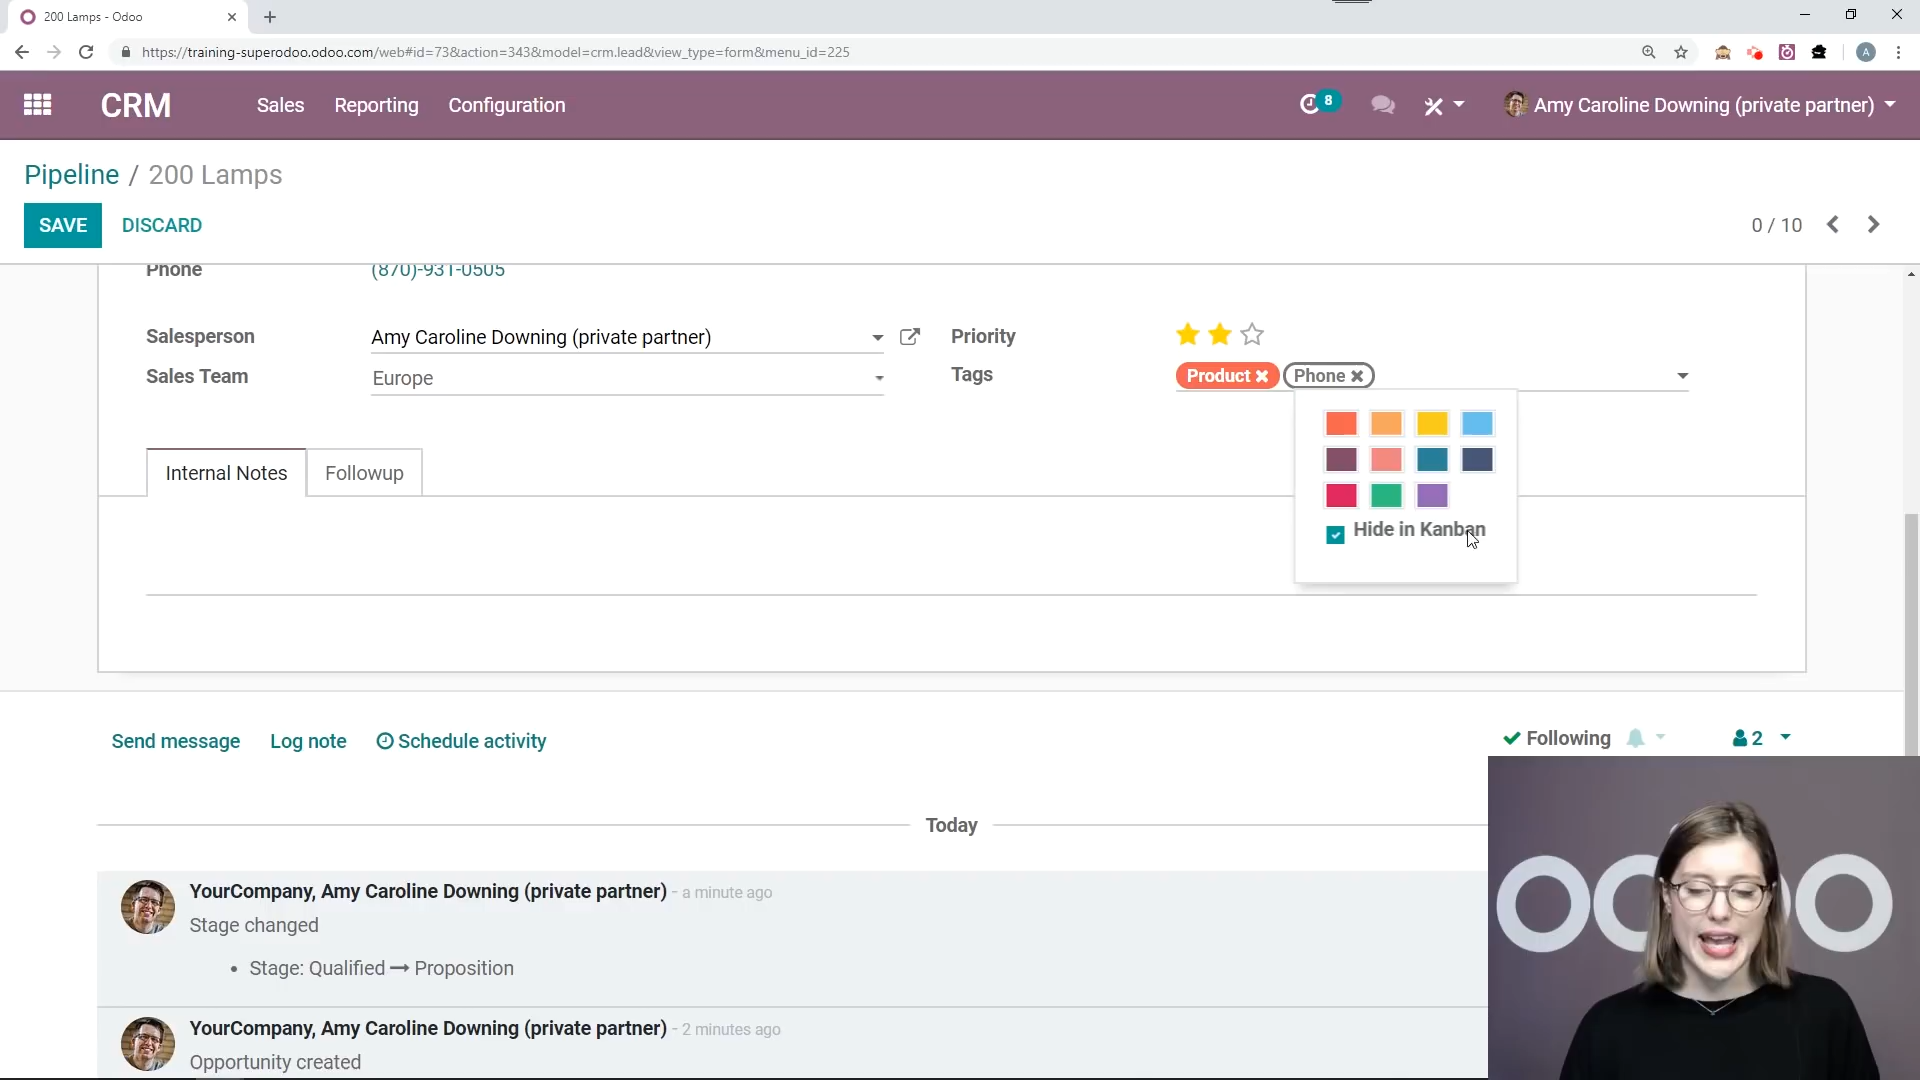 200 Lamps - Odoo
https://training-superodoo.odoo.com/web#id=73&action=343&model=crm.lead&view_type=form&menu_id=225
A
CRM
Sales
Reporting
Configuration
8
Amy Caroline Downing (private partner)
Pipeline / 200 Lamps
SAVE
DISCARD
0 / 10
Phone
(870)-931-0505
Salesperson
Amy Caroline Downing (private partner)
Priority
Sales Team
Europe
Tags
Product
Phone
Hide in Kanban
Internal Notes
Followup
Send message
Log note
Schedule activity
Following
2
Today
YourCompany, Amy Caroline Downing (private partner) - a minute ago
Stage changed
• Stage: Qualified → Proposition
YourCompany, Amy Caroline Downing (private partner) - 2 minutes ago
Opportunity created
odoo